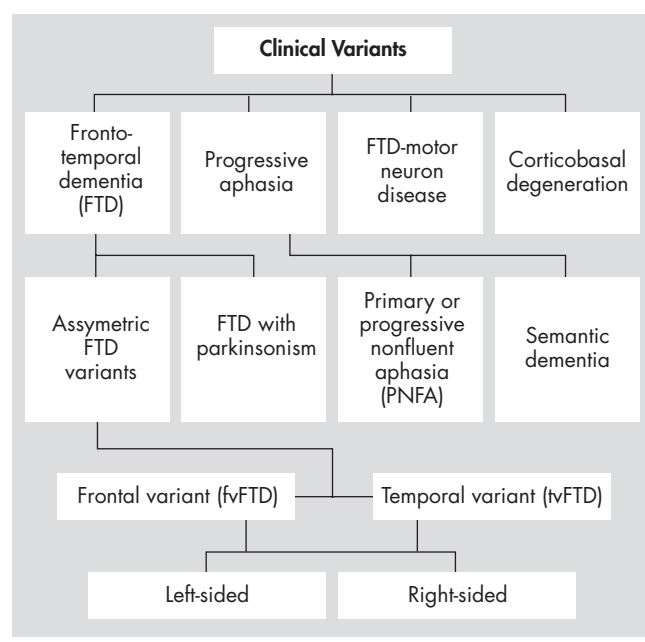 Clinical Variants
Fronto-
temporal
dementia
(FTD)
Progressive
aphasia
FTD-motor
neuron
disease
Corticobasal
degeneration
Assymetric
FTD
variants
FTD with
parkinsonism
Primary or
progressive
nonfluent
aphasia
(PNFA)
Semantic
dementia
Frontal variant (fvFTD)
Temporal variant (tvFTD)
Left-sided
Right-sided